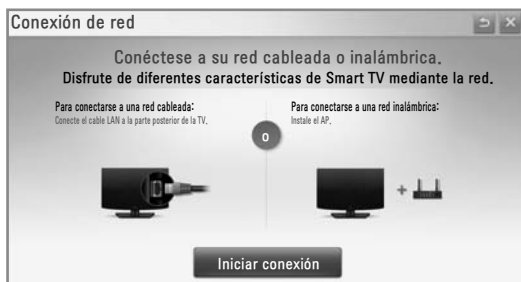 Conexión de red
Conéctese a su red cableada o inalámbrica.
Disfrute de diferentes características de Smart TV mediante la red.
Para conectarse a una red cableada:
Conecte el cable LAN a la parte posterior de la TV.
o
Para conectarse a una red inalámbrica:
Instale el AP.
Iniciar conexión